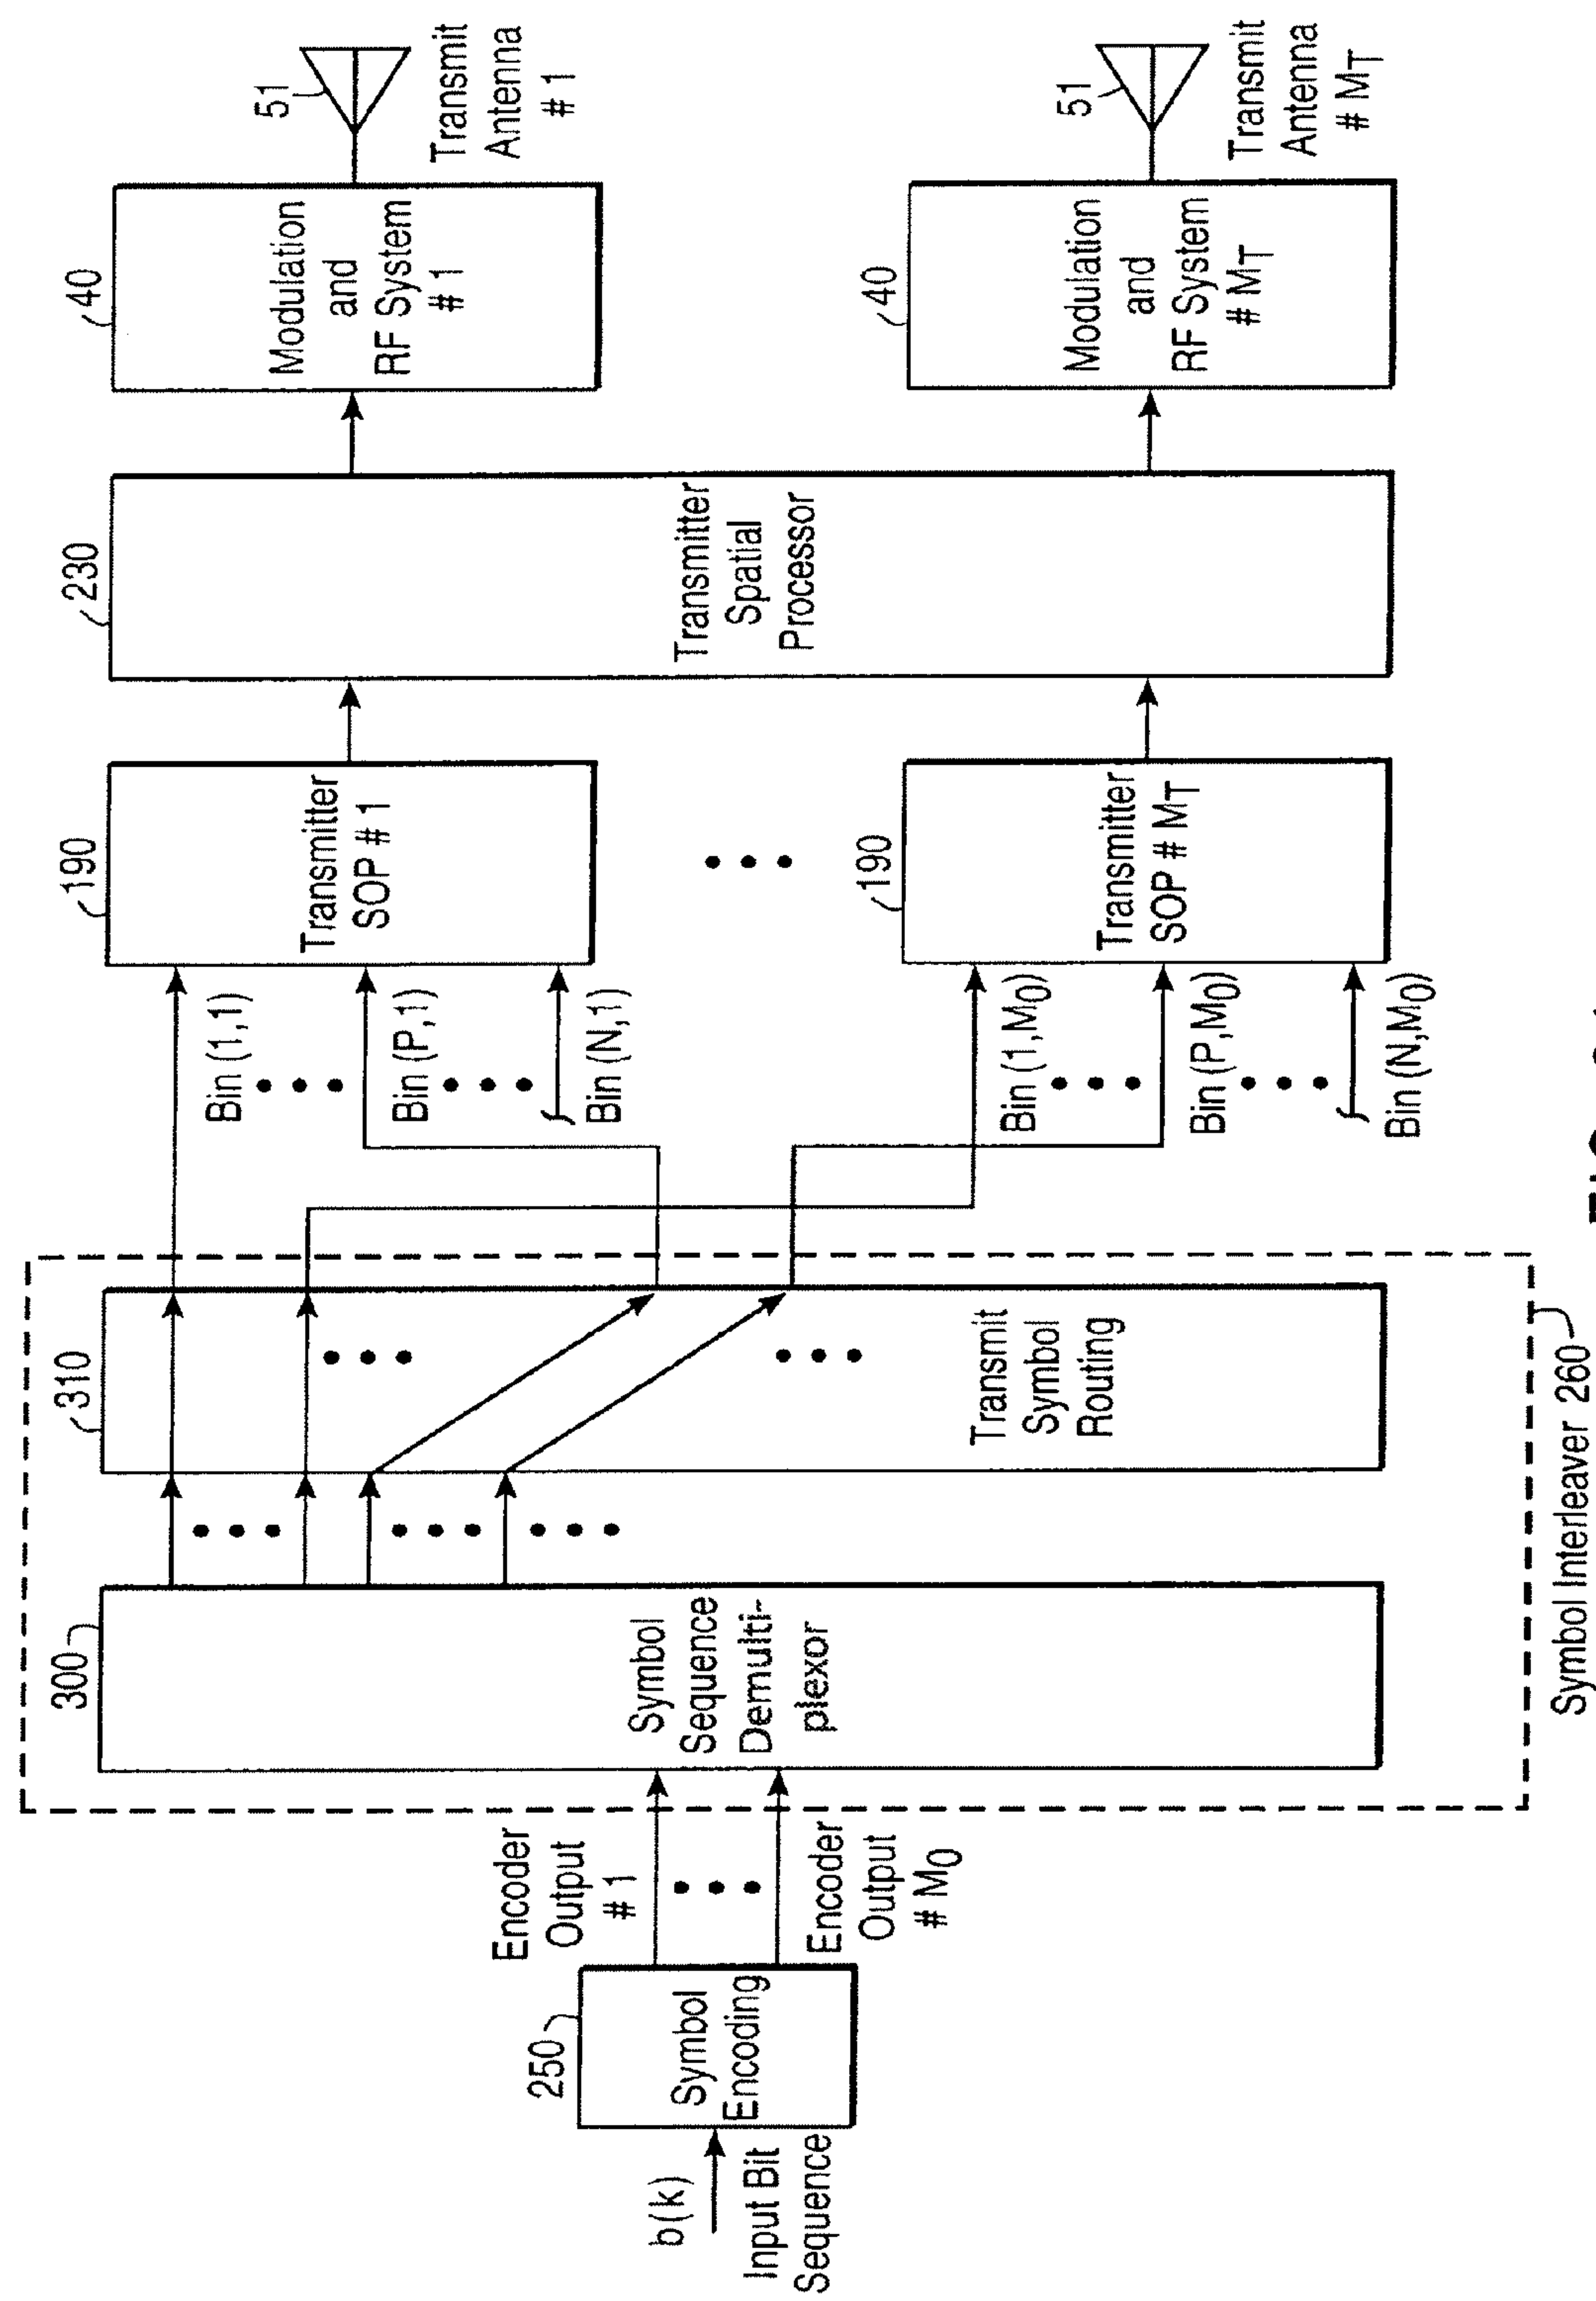 b(k)
Input Bit
Sequence
250
Symbol
Encoding
Encoder
Output
# 1
Encoder
Output
# M0
300
Symbol
Sequence
Demulti-
plexor
310
Transmit
Symbol
Routing
Symbol Interleaver 260
Bin (1,1)
Bin (P,1)
Bin (N,1)
Bin (1,M0)
Bin (P,M0)
Bin (N,M0)
190
Transmitter
SOP # 1
190
Transmitter
SOP # MT
230
Transmitter
Spatial
Processor
40
Modulation
and
RF System
# 1
40
Modulation
and
RF System
# MT
51
Transmit
Antenna
# 1
51
Transmit
Antenna
# MT